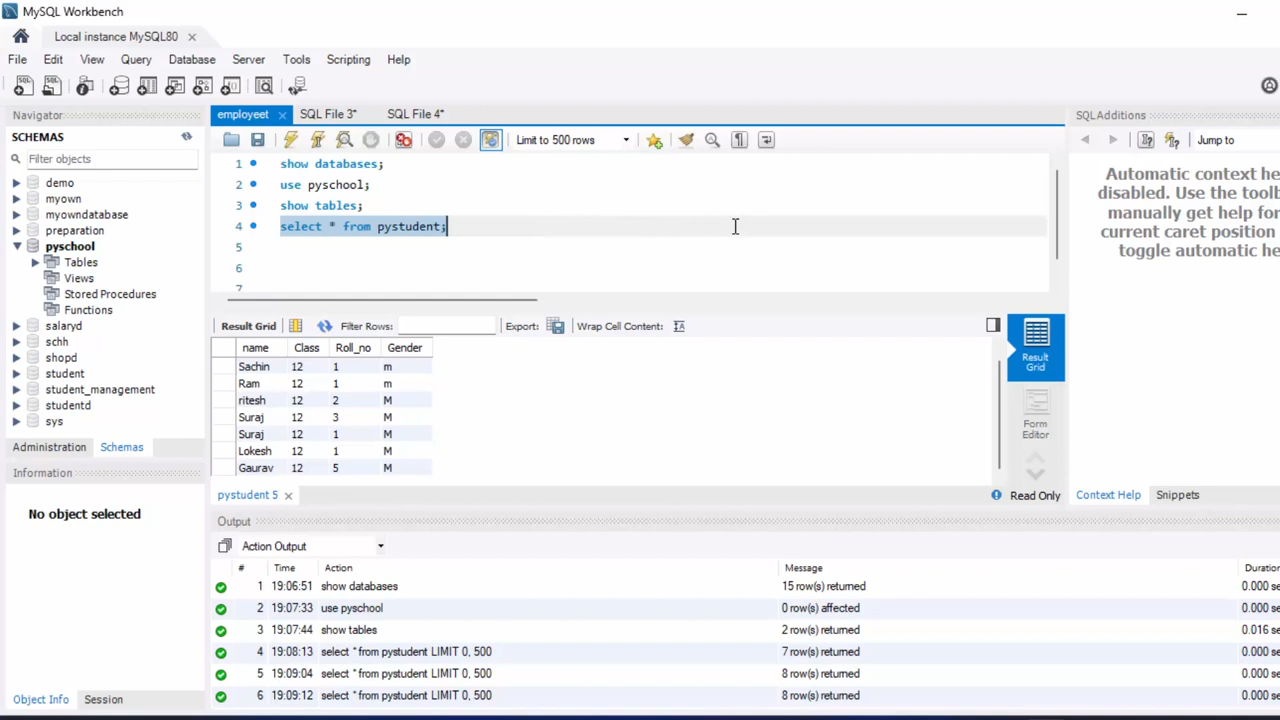 MySQL Workbench
Local instance MySQL80
File Edit View Query Database Server Tools Scripting Help
Navigator
SCHEMAS
Filter objects
demo
myown
myowndatabase
preparation
pyschool
Tables
Views
Stored Procedures
Functions
salaryd
schh
shopd
student
student_management
studentd
sys
Administration Schemas
Information
No object selected
Object Info Session
employeet SQL File 3* SQL File 4*
Limit to 500 rows
1 show databases;
2 use pyschool;
3 show tables;
4 select * from pystudent;
5
6
7
Result Grid Filter Rows: Export: Wrap Cell Content:
name Class Roll_no Gender
Sachin 12 1 m
Ram 12 1 m
ritesh 12 2 M
Suraj 12 3 M
Suraj 12 1 M
Lokesh 12 1 M
Gaurav 12 5 M
Result
Grid
Form
Editor
pystudent 5
Read Only
SQLAdditions
Jump to
Automatic context he
disabled. Use the toolb
manually get help for
current caret position
toggle automatic he
Context Help Snippets
Output
Action Output
# Time Action Message Duration
1 19:06:51 show databases 15 row(s) returned 0.000 se
2 19:07:33 use pyschool 0 row(s) affected 0.000 se
3 19:07:44 show tables 2 row(s) returned 0.016 se
4 19:08:13 select * from pystudent LIMIT 0, 500 7 row(s) returned 0.000 se
5 19:09:04 select * from pystudent LIMIT 0, 500 8 row(s) returned 0.000 se
6 19:09:12 select * from pystudent LIMIT 0, 500 8 row(s) returned 0.000 se